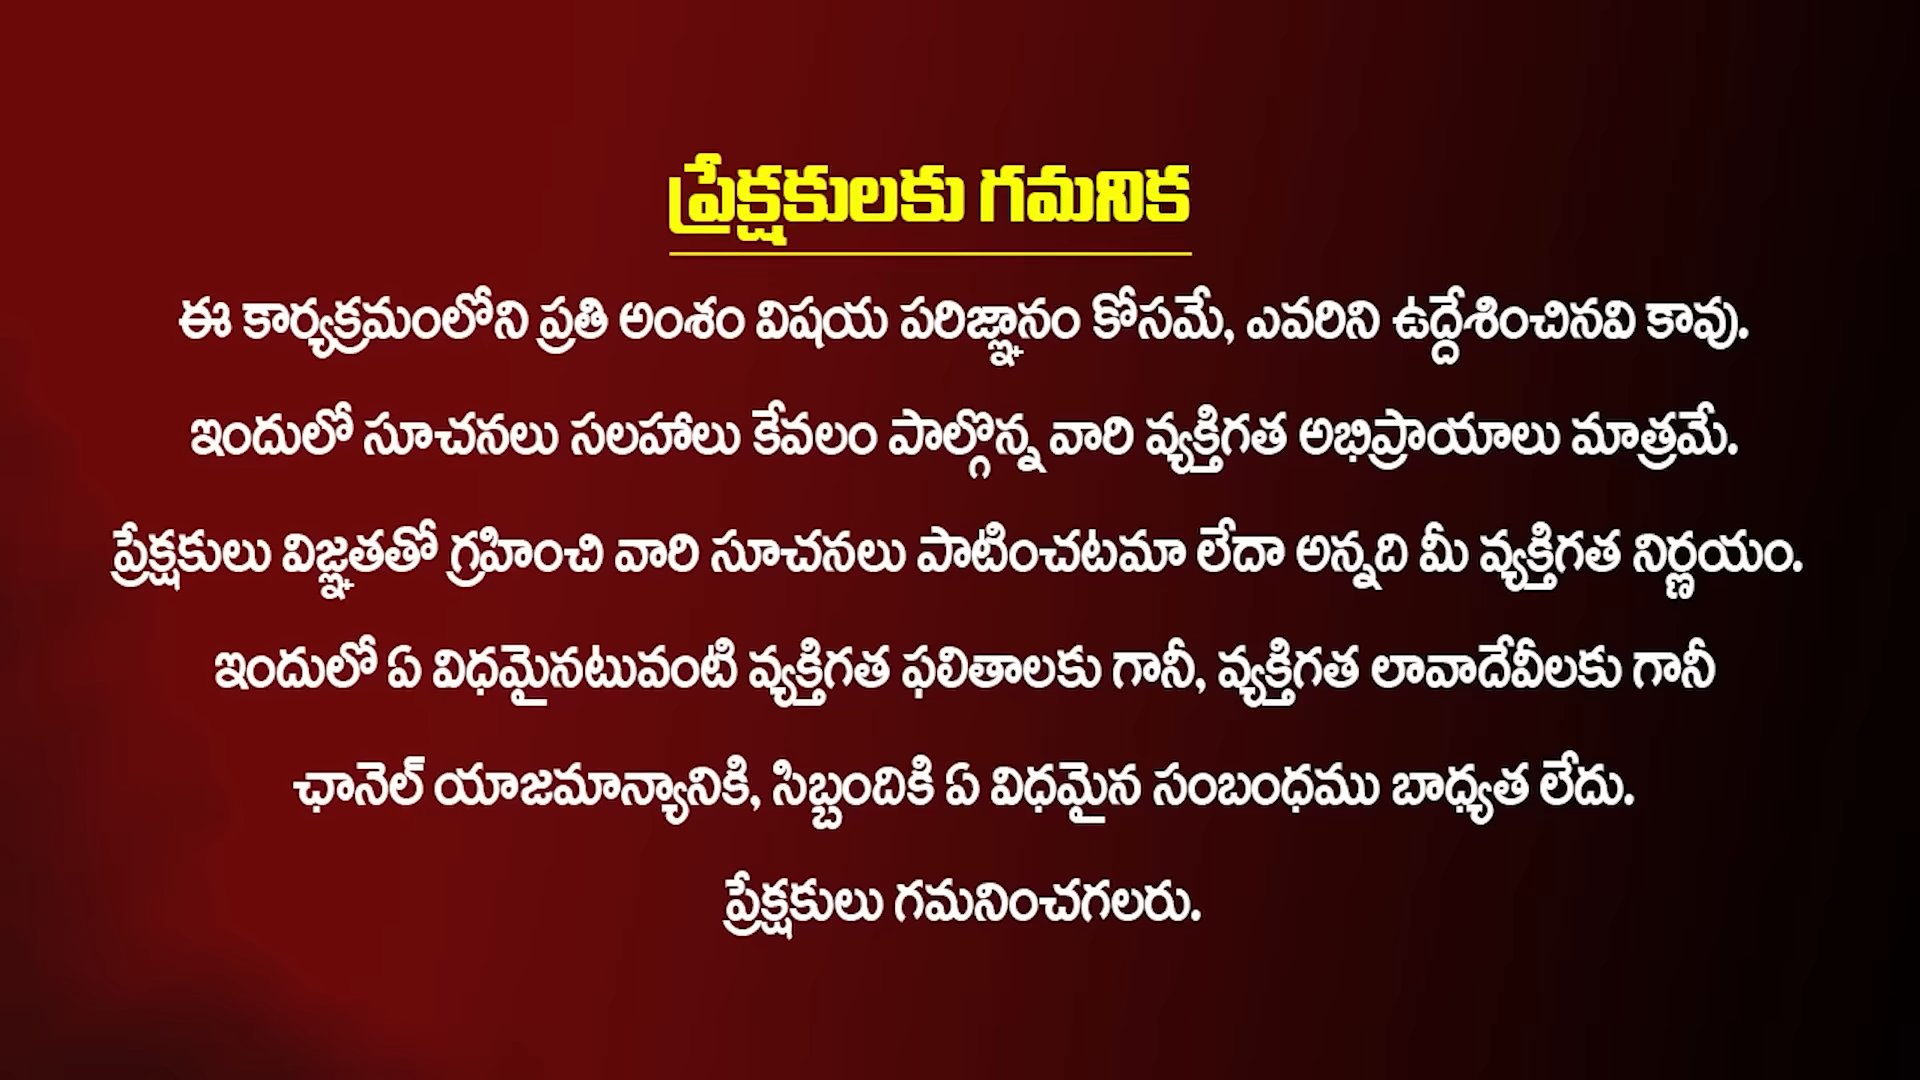 ప్రేక్షకులకు గమనిక
ఈ కార్యక్రమంలోని ప్రతి అంశం విషయ పరిజ్ఞానం కోసమే, ఎవరిని ఉద్దేశించినవి కావు.
ఇందులో సూచనలు సలహాలు కేవలం పాల్గొన్న వారి వ్యక్తిగత అభిప్రాయాలు మాత్రమే.
ప్రేక్షకులు విజ్ఞతతో గ్రహించి వారి సూచనలు పాటించటమా లేదా అన్నది మీ వ్యక్తిగత నిర్ణయం.
ఇందులో ఏ విధమైనటువంటి వ్యక్తిగత ఫలితాలకు గానీ, వ్యక్తిగత లావాదేవీలకు గానీ
ఛానెల్ యాజమాన్యానికి, సిబ్బందికి ఏ విధమైన సంబంధము బాధ్యత లేదు.
ప్రేక్షకులు గమనించగలరు.